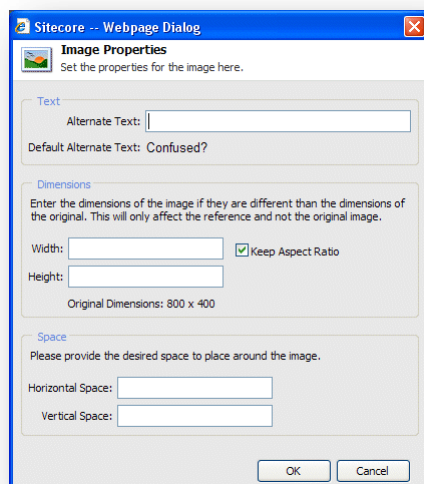 Sitecore -- Webpage Dialog
Image Properties
Set the properties for the image here.
Text
Alternate Text:
Default Alternate Text: Confused?
Dimensions
Enter the dimensions of the image if they are different than the dimensions of
the original. This will only affect the reference and not the original image.
Width:
Keep Aspect Ratio
Height:
Original Dimensions: 800 x 400
Space
Please provide the desired space to place around the image.
Horizontal Space:
Vertical Space:
OK Cancel